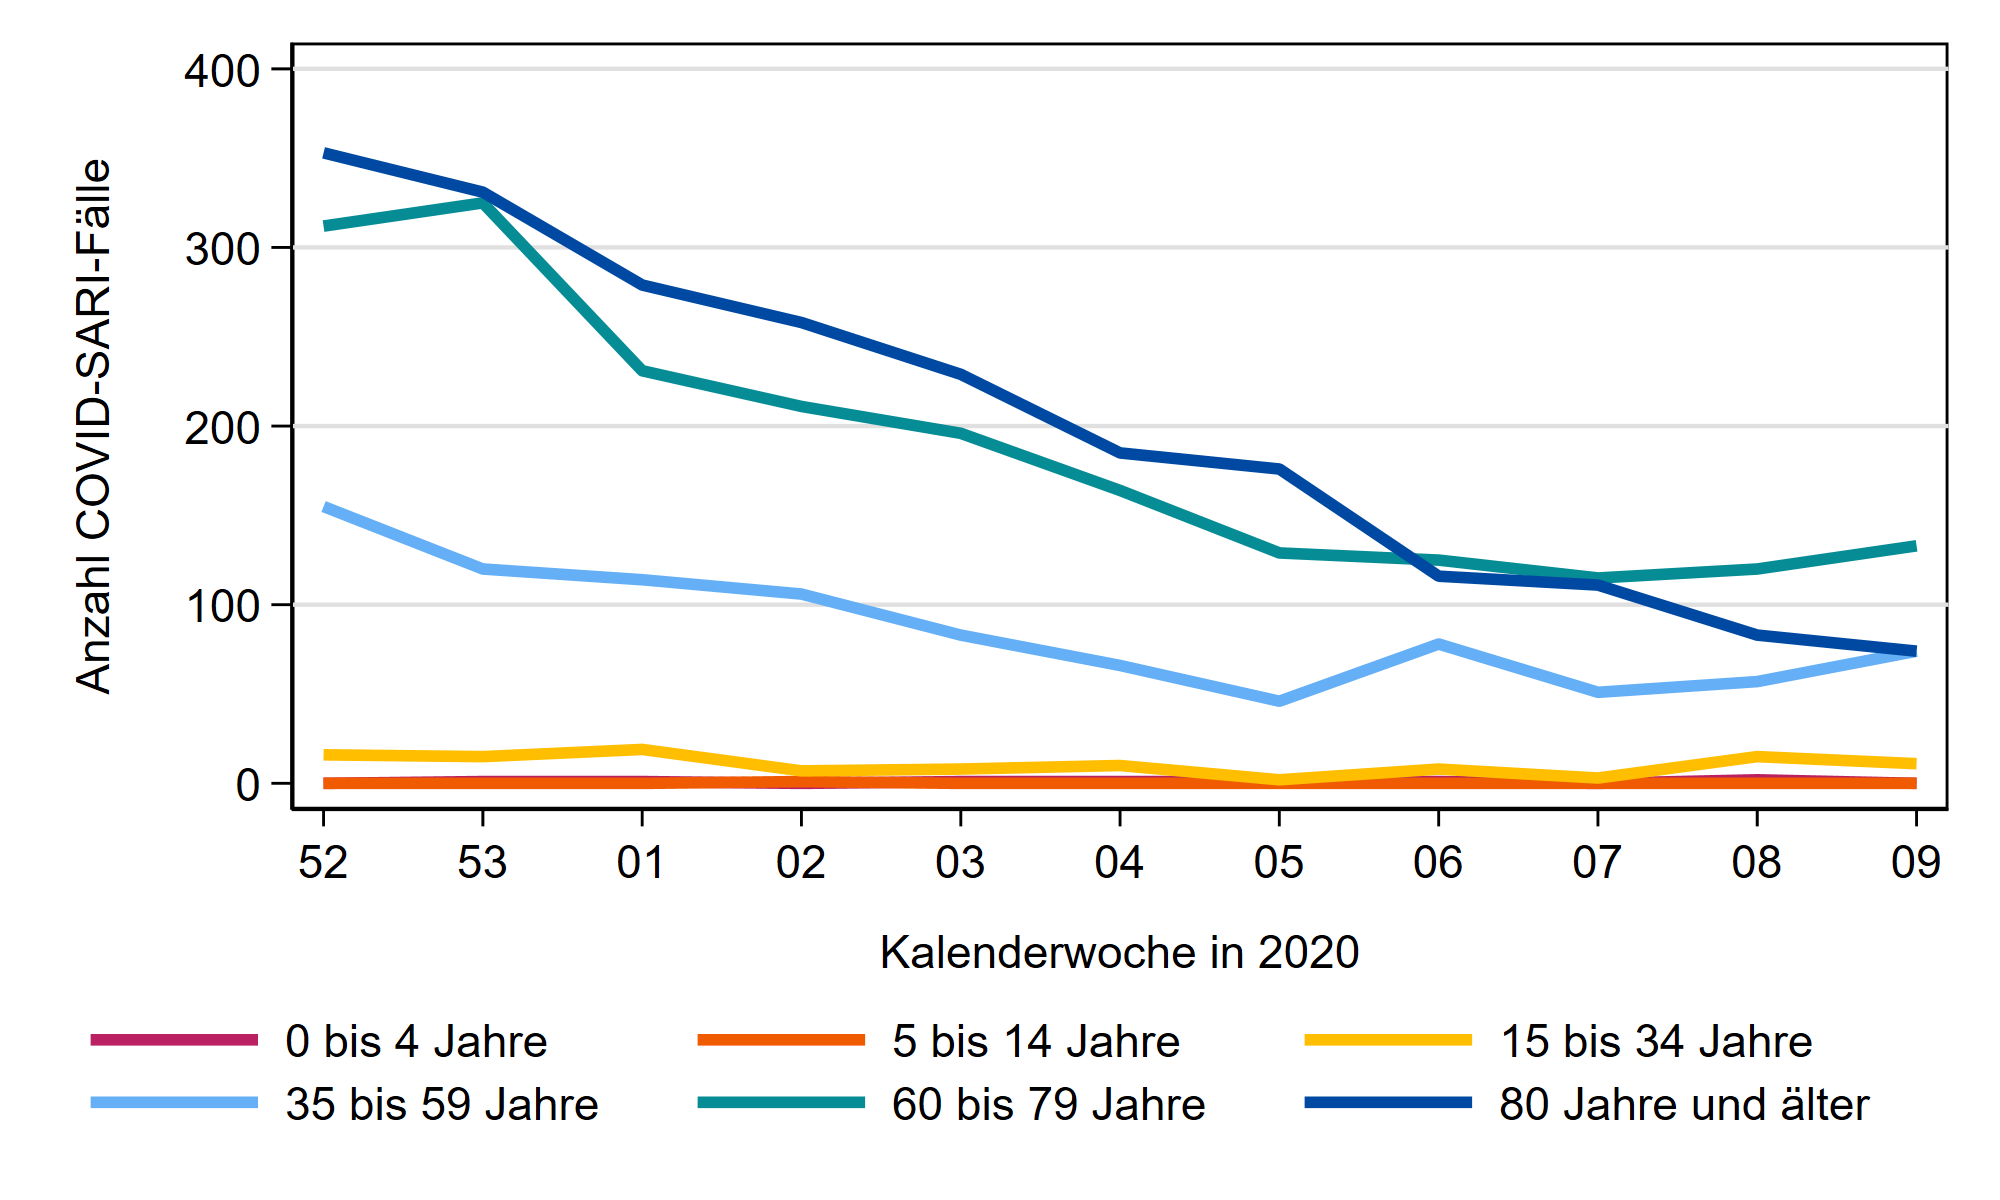 Anzahl COVID-SARI-Fälle
400
300
200
100
0
52 53 01 02 03 04 05 06 07 08 09
Kalenderwoche in 2020
0 bis 4 Jahre 5 bis 14 Jahre 15 bis 34 Jahre
35 bis 59 Jahre 60 bis 79 Jahre 80 Jahre und älter